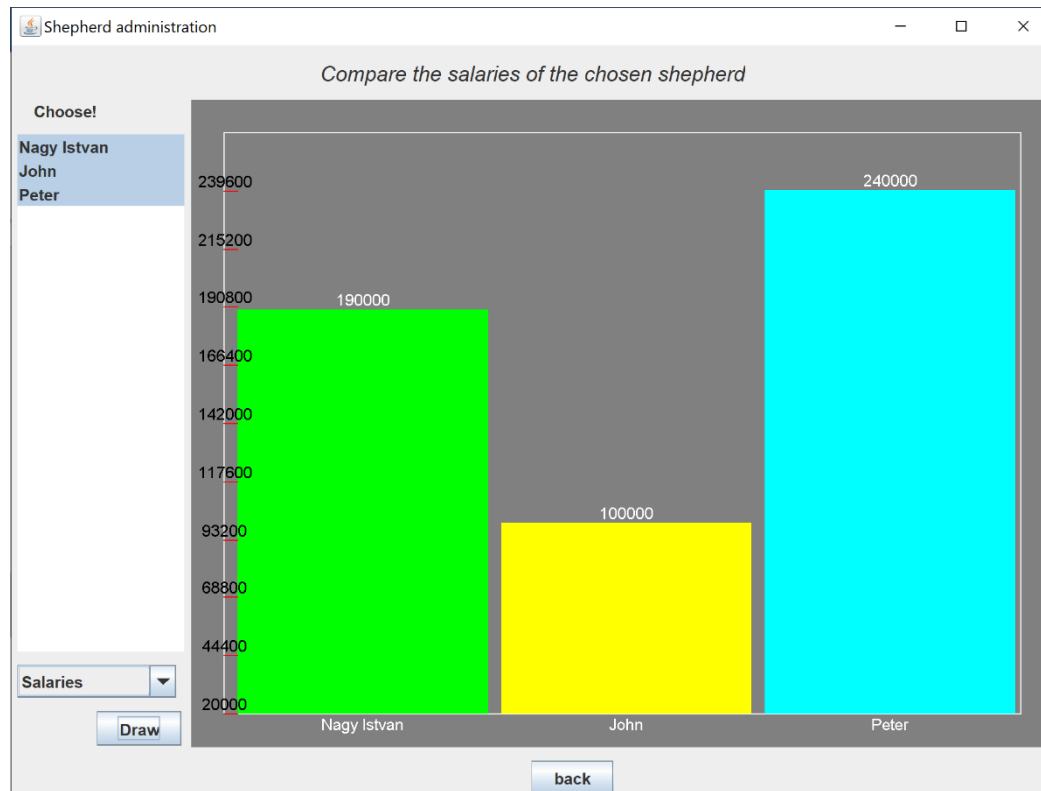 Shepherd administration
Compare the salaries of the chosen shepherd
Choose!
Nagy Istvan
John
Peter
239600
215200
190800
166400
142000
117600
93200
68800
44400
20000
190000
100000
240000
Nagy Istvan
John
Peter
Salaries
Draw
back